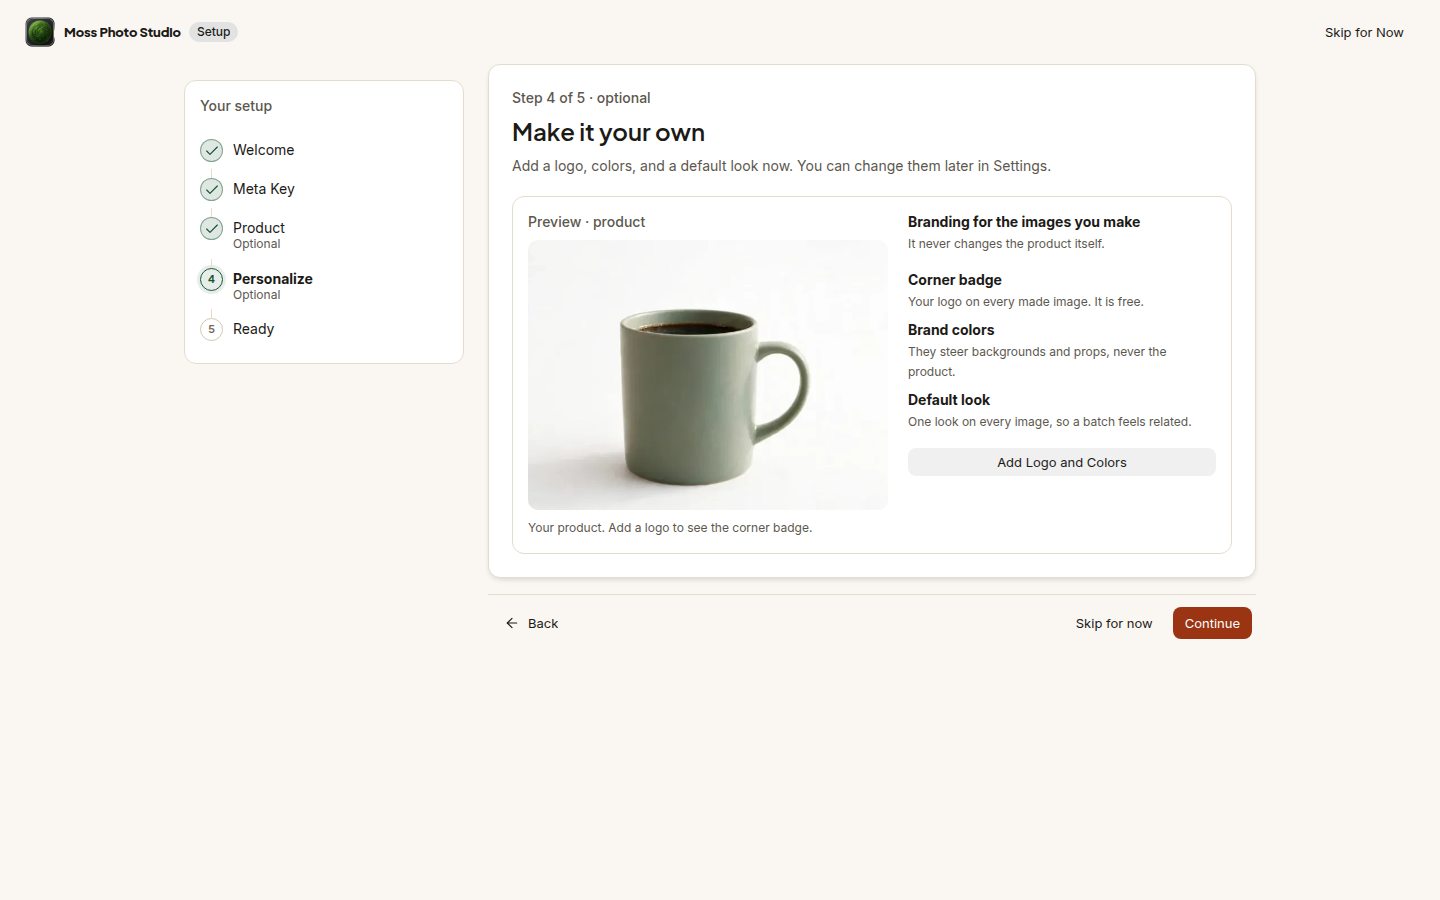 Moss Photo Studio
Setup
Skip for Now
Your setup
Welcome
Meta Key
Product
Optional
4
Personalize
Optional
5
Ready
Step 4 of 5 · optional
Make it your own
Add a logo, colors, and a default look now. You can change them later in Settings.
Preview · product
Your product. Add a logo to see the corner badge.
Branding for the images you make
It never changes the product itself.
Corner badge
Your logo on every made image. It is free.
Brand colors
They steer backgrounds and props, never the
product.
Default look
One look on every image, so a batch feels related.
Add Logo and Colors
Back
Skip for now
Continue